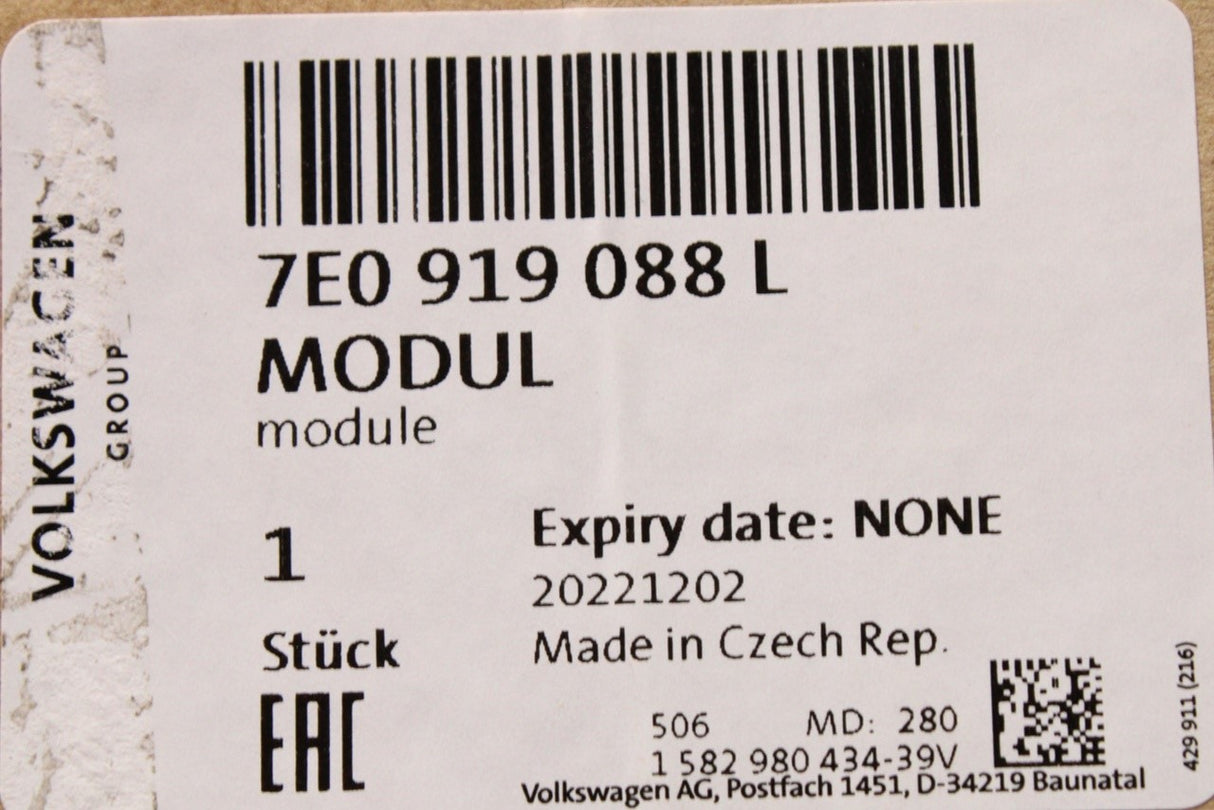 VOLKSWAGEN
GROUP
7E0 919 088 L
MODUL
module
1
Expiry date: NONE
20221202
Stück
Made in Czech Rep.
EAC
506 MD: 280
1 582 980 434-39V
Volkswagen AG, Postfach 1451, D-34219 Baunatal
429 911 (216)